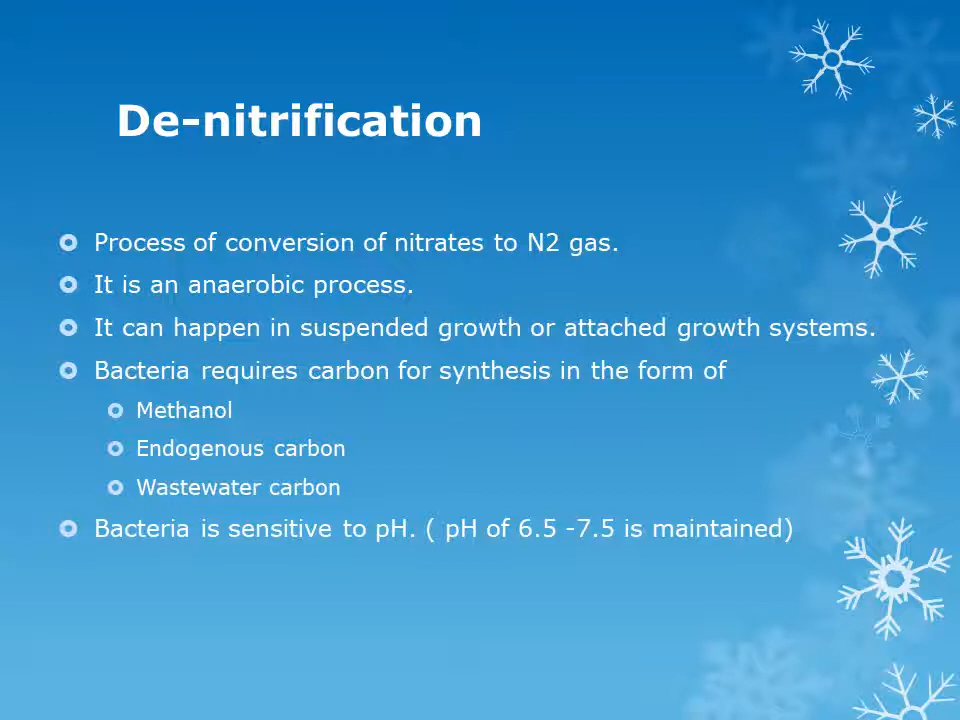 De-nitrification
Process of conversion of nitrates to N2 gas.
It is an anaerobic process.
It can happen in suspended growth or attached growth systems.
Bacteria requires carbon for synthesis in the form of
Methanol
Endogenous carbon
Wastewater carbon
Bacteria is sensitive to pH. ( pH of 6.5 -7.5 is maintained)